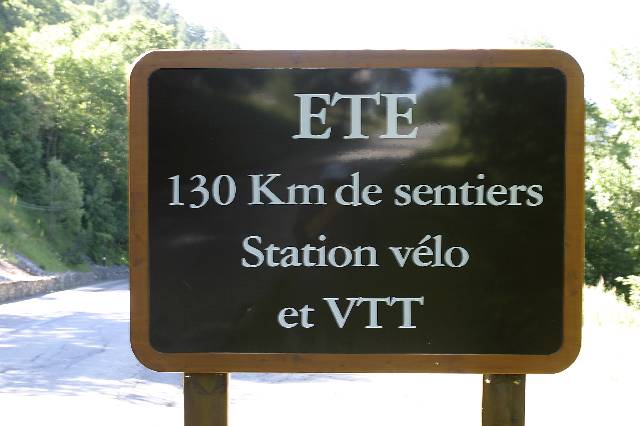 ETE
130 Km de sentiers
Station vélo
et VTT